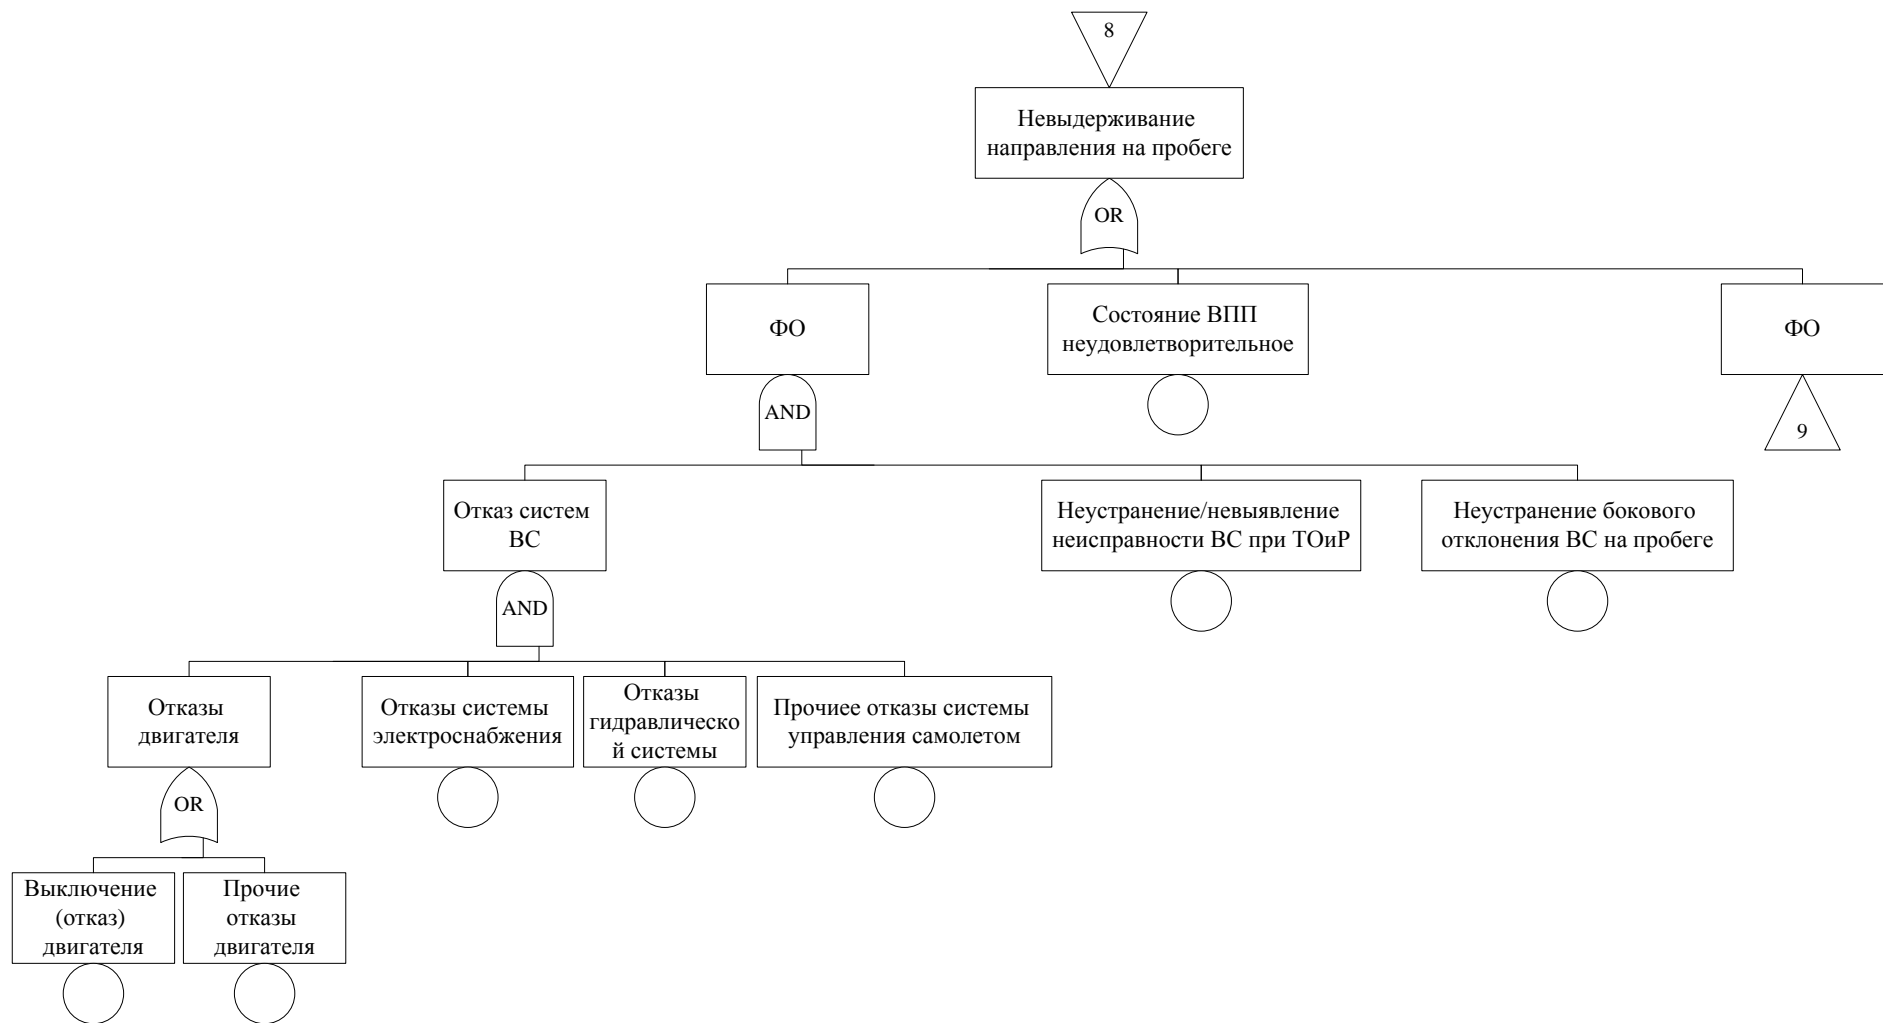 8
Невыдерживание
направления на пробеге
OR
ФО
Состояние ВПП
неудовлетворительное
ФО
AND
9
Отказ систем
ВС
Неустранение/невыявление
неисправности ВС при ТОиР
Неустранение бокового
отклонения ВС на пробеге
AND
Отказы
двигателя
Отказы системы
электроснабжения
Отказы
гидравлическо
й системы
Прочиее отказы системы
управления самолетом
OR
Выключение
(отказ)
двигателя
Прочие
отказы
двигателя